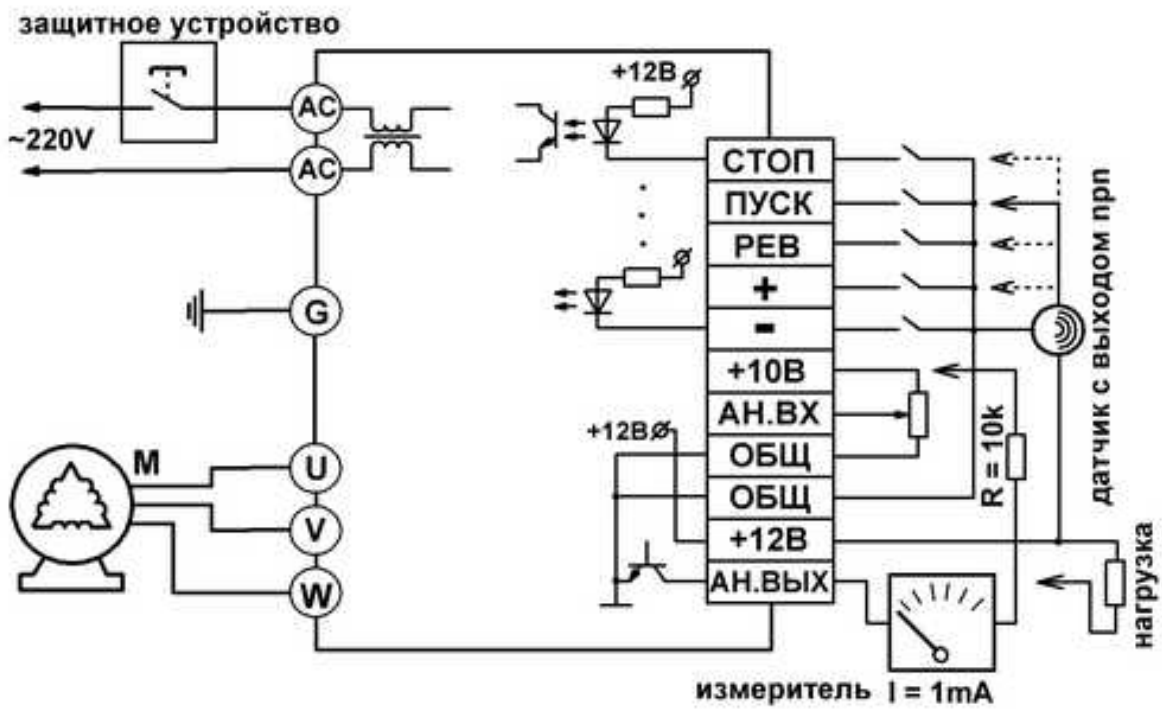 защитное устройство
~220V
AC
AC
G
M
U
V
W
+12В
+12В
СТОП
ПУСК
РЕВ
+
-
+10В
АН.ВХ
ОБЩ
ОБЩ
+12В
АН.ВЫХ
R = 10k
датчик с выходом npn
нагрузка
измеритель I = 1mA